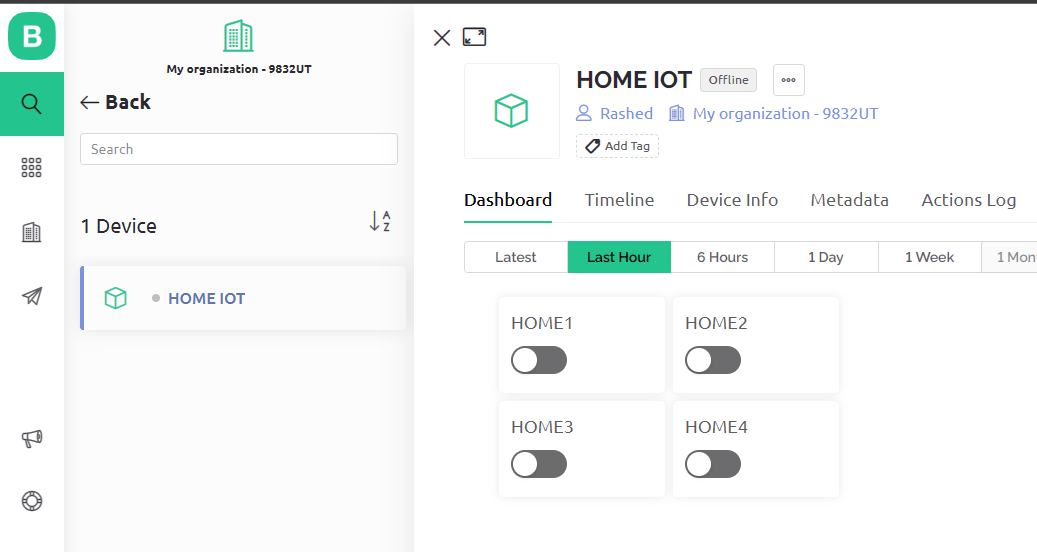 B
My organization - 9832UT
Back
Search
1 Device
A
Z
HOME IOT
HOME IOT Offline
Rashed My organization - 9832UT
Add Tag
Dashboard Timeline Device Info Metadata Actions Log
Latest Last Hour 6 Hours 1 Day 1 Week 1 Mon
HOME1 HOME2
HOME3 HOME4